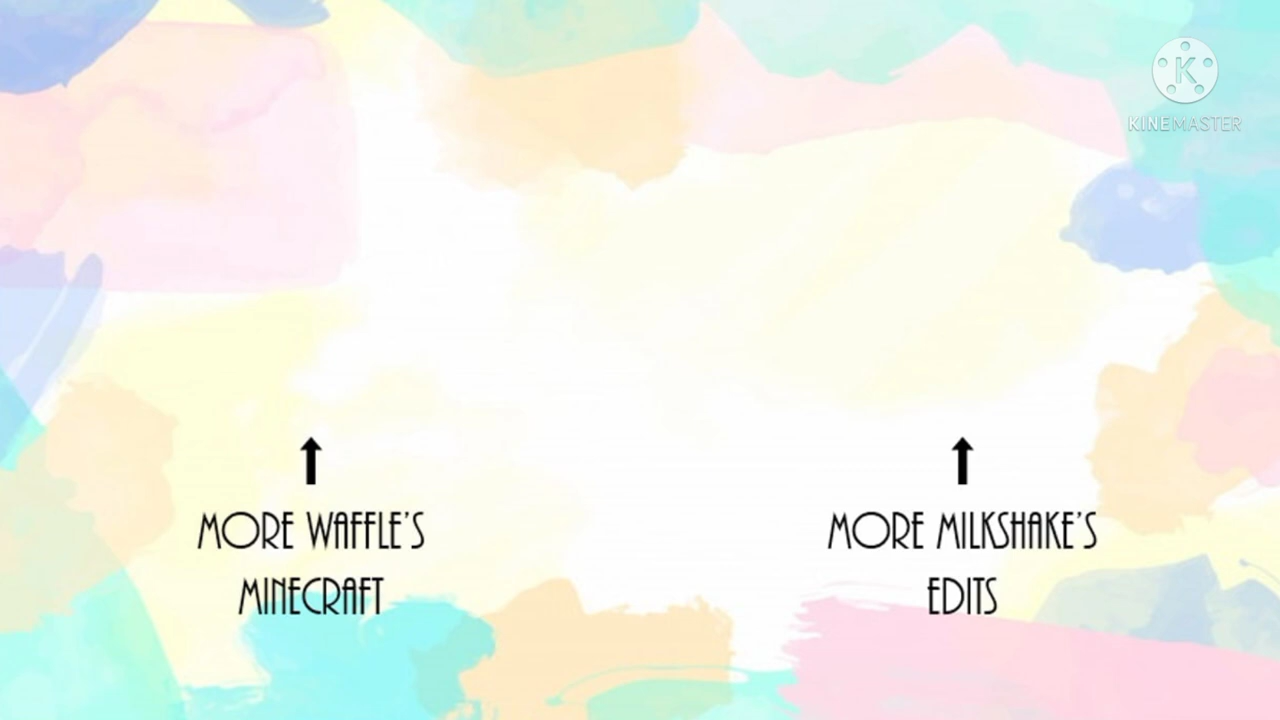 KINEMASTER
MORE WAFFLE'S
MINECRAFT
MORE MILKSHAKE'S
EDITS